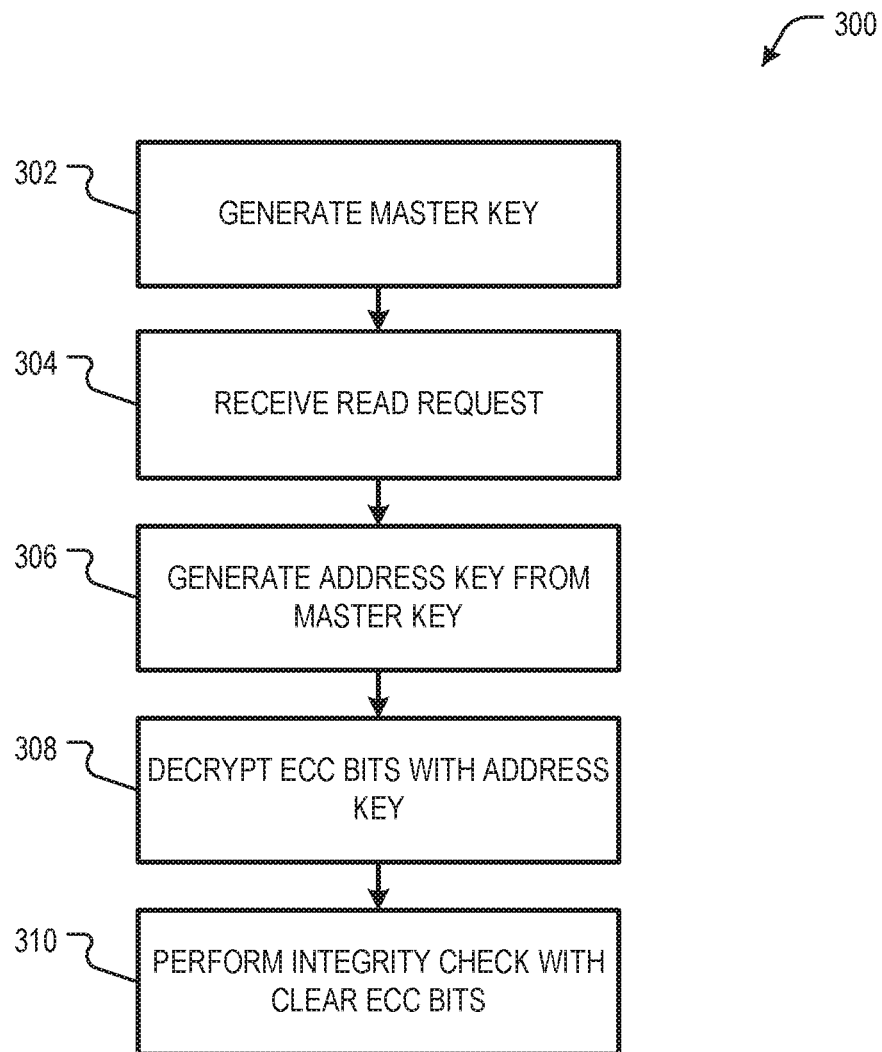 300
302
GENERATE MASTER KEY
304
RECEIVE READ REQUEST
306
GENERATE ADDRESS KEY FROM
MASTER KEY
308
DECRYPT ECC BITS WITH ADDRESS
KEY
310
PERFORM INTEGRITY CHECK WITH
CLEAR ECC BITS